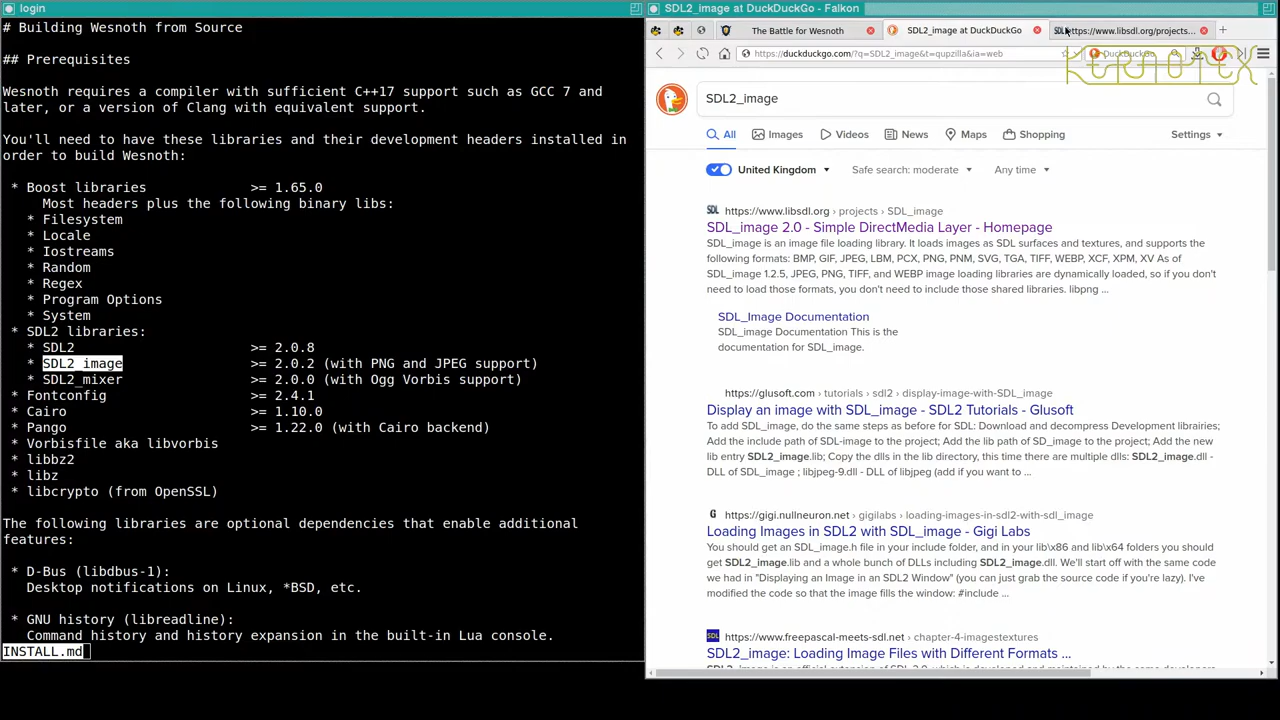 login
# Building Wesnoth from Source
## Prerequisites
Wesnoth requires a compiler with sufficient C++17 support such as GCC 7 and
later, or a version of Clang with equivalent support.
You'll need to have these libraries and their development headers installed in
order to build Wesnoth:
* Boost libraries >= 1.65.0
Most headers plus the following binary libs:
* Filesystem
* Locale
* Iostreams
* Random
* Regex
* Program Options
* System
* SDL2 libraries:
* SDL2 >= 2.0.8
* SDL2_image >= 2.0.2 (with PNG and JPEG support)
* SDL2_mixer >= 2.0.0 (with Ogg Vorbis support)
* Fontconfig >= 2.4.1
* Cairo >= 1.10.0
* Pango >= 1.22.0 (with Cairo backend)
* Vorbisfile aka libvorbis
* libbz2
* libz
* libcrypto (from OpenSSL)
The following libraries are optional dependencies that enable additional
features:
* D-Bus (libdbus-1):
Desktop notifications on Linux, *BSD, etc.
* GNU history (libreadline):
Command history and history expansion in the built-in Lua console.
INSTALL.md
SDL2_image at DuckDuckGo - Falkon
The Battle for Wesnoth
SDL2_image at DuckDuckGo
https://www.libsdl.org/projects...
https://duckduckgo.com/?q=SDL2_image&t=qupzilla&ia=web
DuckDuckGo
SDL2_image
All
Images
Videos
News
Maps
Shopping
Settings
United Kingdom
Safe search: moderate
Any time
https://www.libsdl.org › projects › SDL_image
SDL_image 2.0 - Simple DirectMedia Layer - Homepage
SDL_image is an image file loading library. It loads images as SDL surfaces and textures, and supports the
following formats: BMP, GIF, JPEG, LBM, PCX, PNG, PNM, SVG, TGA, TIFF, WEBP, XCF, XPM, XV As of
SDL_image 1.2.5, JPEG, PNG, TIFF, and WEBP image loading libraries are dynamically loaded, so if you don't
need to load those formats, you don't need to include those shared libraries. libpng ...
SDL_Image Documentation
SDL_image Documentation This is the
documentation for SDL_image.
https://glusoft.com › tutorials › sdl2 › display-image-with-SDL_image
Display an image with SDL_image - SDL2 Tutorials - Glusoft
To add SDL_image, do the same steps as before for SDL: Download and decompress Development librairies;
Add the include path of SDL-image to the project; Add the lib path of SD_image to the project; Add the new
lib entry SDL2_image.lib; Copy the dlls in the lib directory, this time there are multiple dlls: SDL2_image.dll -
DLL of SDL_image ; libjpeg-9.dll - DLL of libjpeg (add if you want to ...
https://gigi.nullneuron.net › gigilabs › loading-images-in-sdl2-with-sdl_image
Loading Images in SDL2 with SDL_image - Gigi Labs
You should get an SDL_image.h file in your include folder, and in your lib\x86 and lib\x64 folders you should
get SDL2_image.lib and a whole bunch of DLLs including SDL2_image.dll. We'll start off with the same code
we had in "Displaying an Image in an SDL2 Window" (you can just grab the source code if you're lazy). I've
modified the code so that the image fills the window: #include ...
https://www.freepascal-meets-sdl.net › chapter-4-imagestextures
SDL2_image: Loading Image Files with Different Formats ...